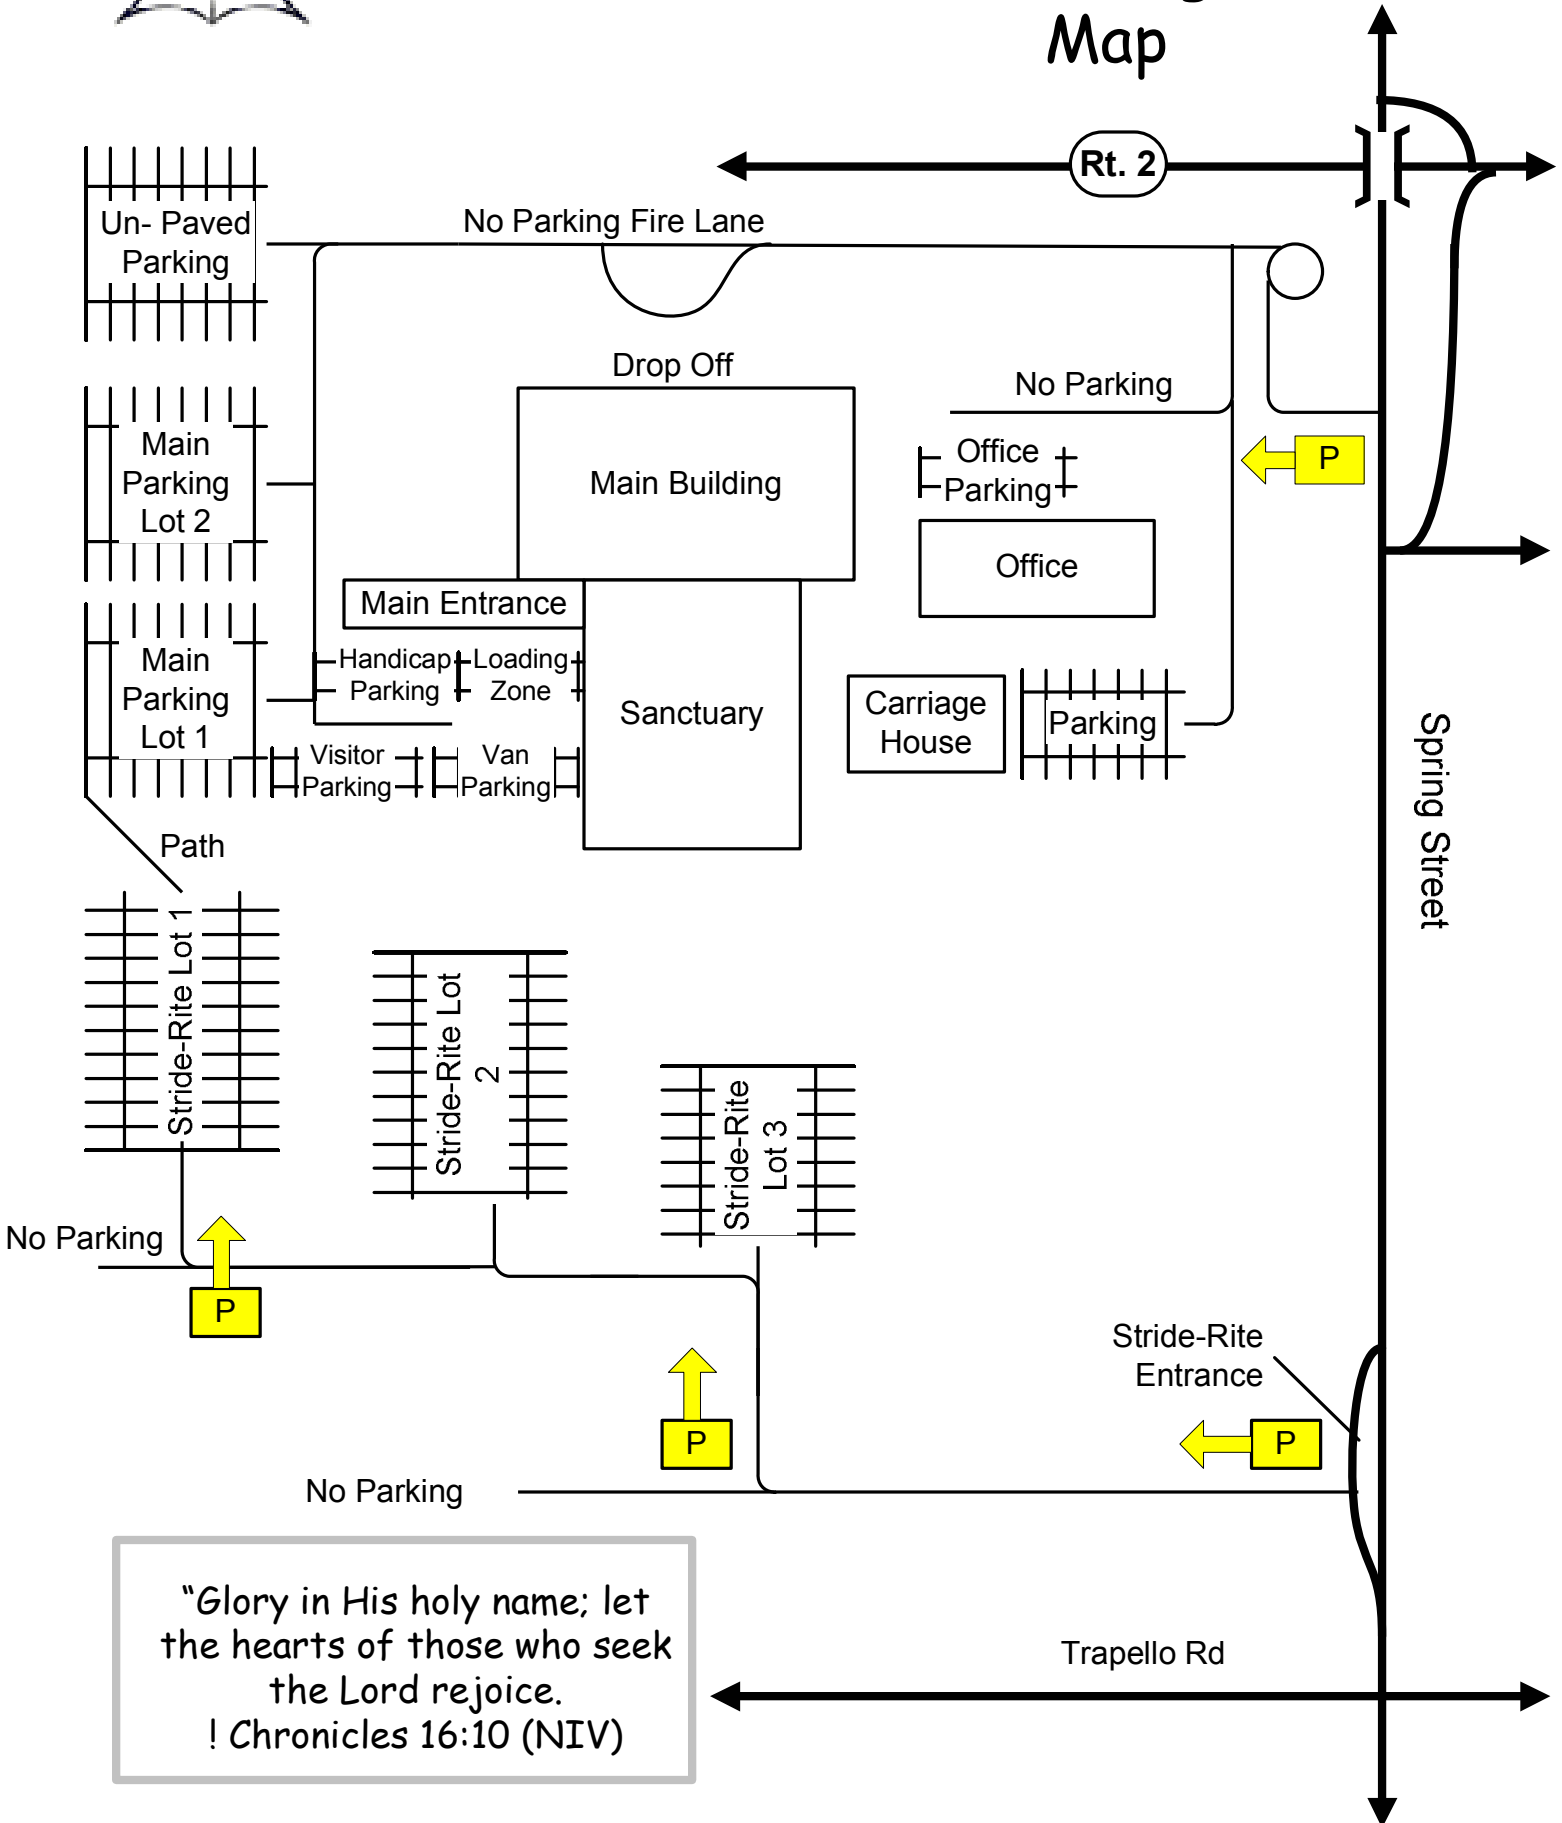 Map
Rt. 2
Un- Paved
Parking
No Parking Fire Lane
Drop Off
No Parking
Main
Parking
Lot 2
Main Building
Office
Parking
P
Office
Main Entrance
Main
Parking
Lot 1
Handicap
Parking
Loading
Zone
Sanctuary
Carriage
House
Parking
Visitor
Parking
Van
Parking
Spring Street
Path
Stride-Rite Lot 1
Stride-Rite Lot
2
Stride-Rite
Lot 3
No Parking
P
Stride-Rite
Entrance
P
P
No Parking
“Glory in His holy name; let
the hearts of those who seek
the Lord rejoice.
! Chronicles 16:10 (NIV)
Trapello Rd